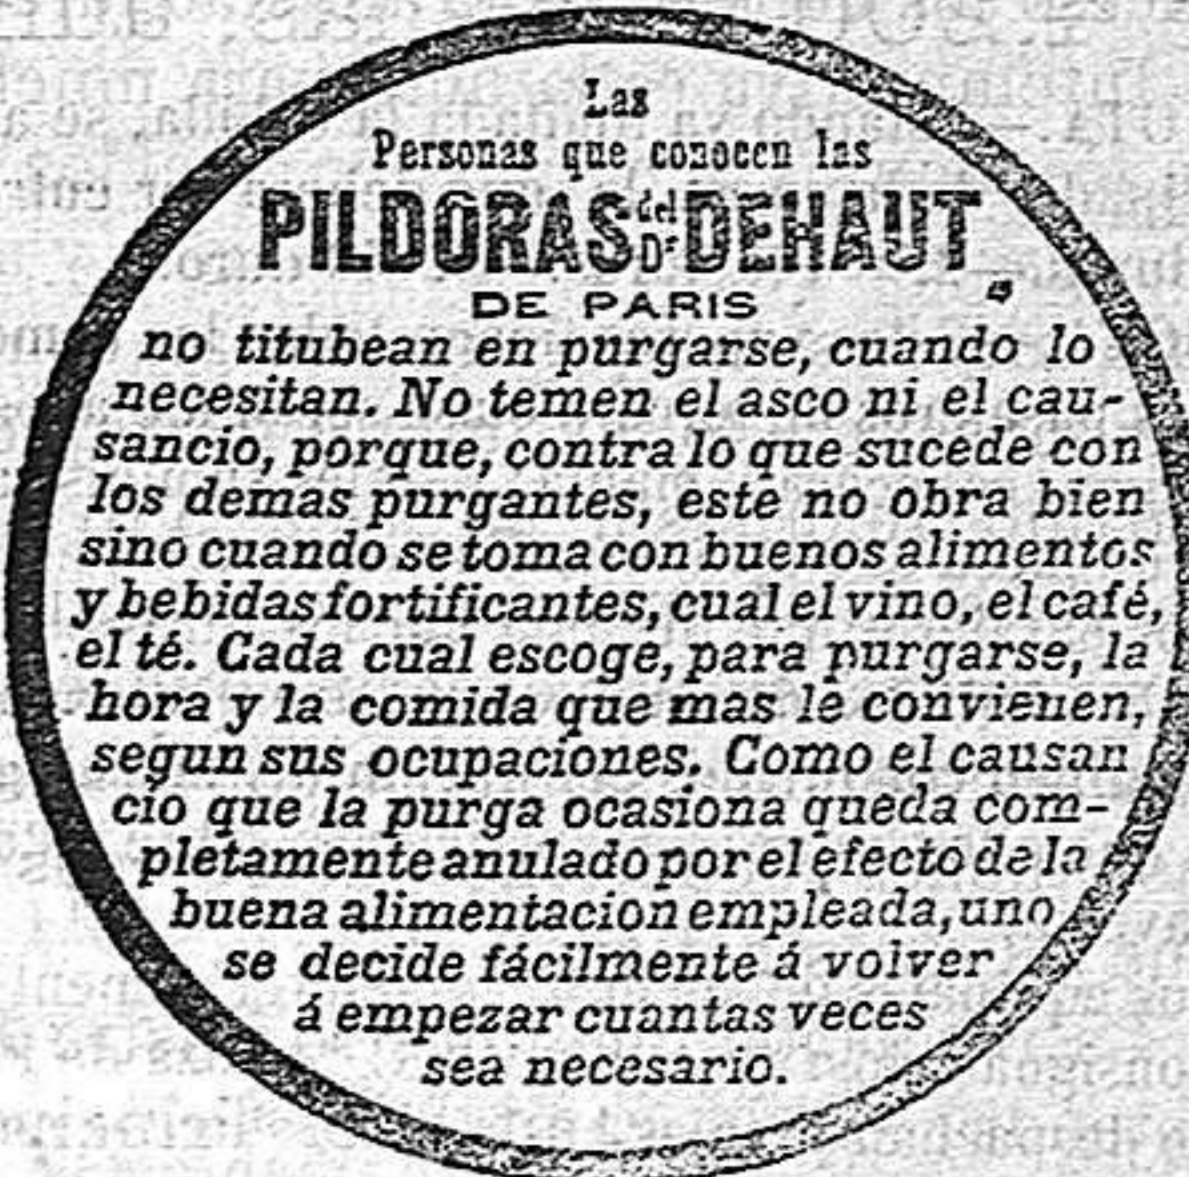 Las
Personas que conocen las
PILDORAS del Dr DEHAUT
DE PARIS
no titubean en purgarse, cuando lo
necesitan. No temen el asco ni el cau-
sancio, porque, contra lo que sucede con
los demas purgantes, este no obra bien
sino cuando se toma con buenos alimentos
y bebidas fortificantes, cual el vino, el café,
el té. Cada cual escoge, para purgarse, la
hora y la comida que mas le convienen,
segun sus ocupaciones. Como el causan
cio que la purga ocasiona queda com-
pletamente anulado por el efecto de la
buena alimentacion empleada, uno
se decide fácilmente á volver
á empezar cuantas veces
sea necesario.